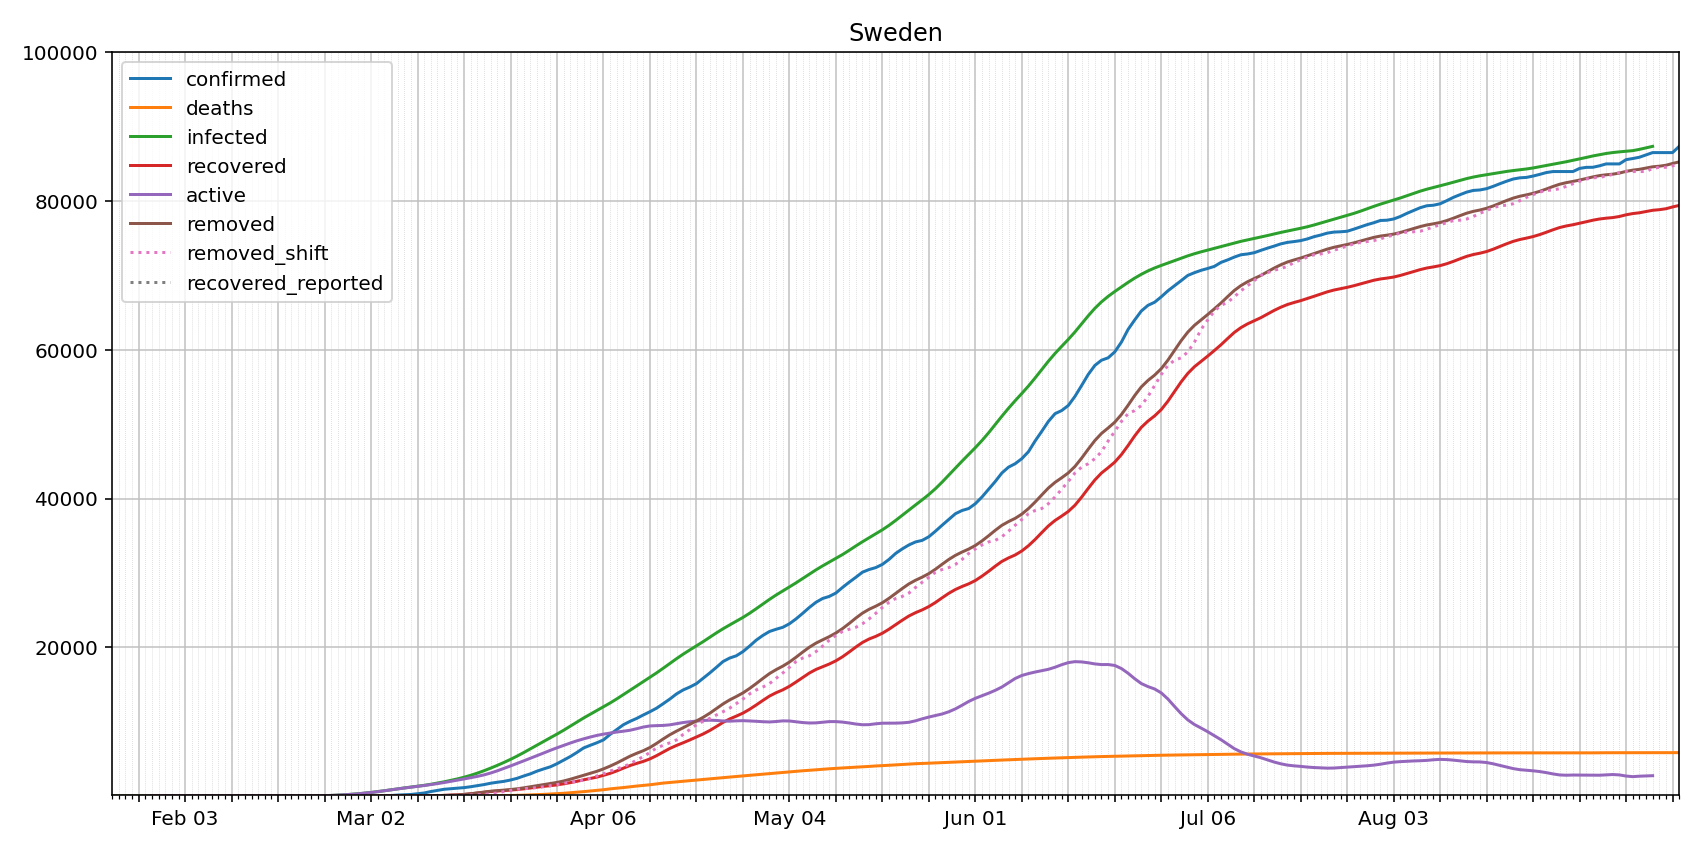 Sweden
100000
80000
60000
40000
20000
confirmed
deaths
infected
recovered
active
removed
removed_shift
recovered_reported
Feb 03 Mar 02 Apr 06 May 04 Jun 01 Jul 06 Aug 03